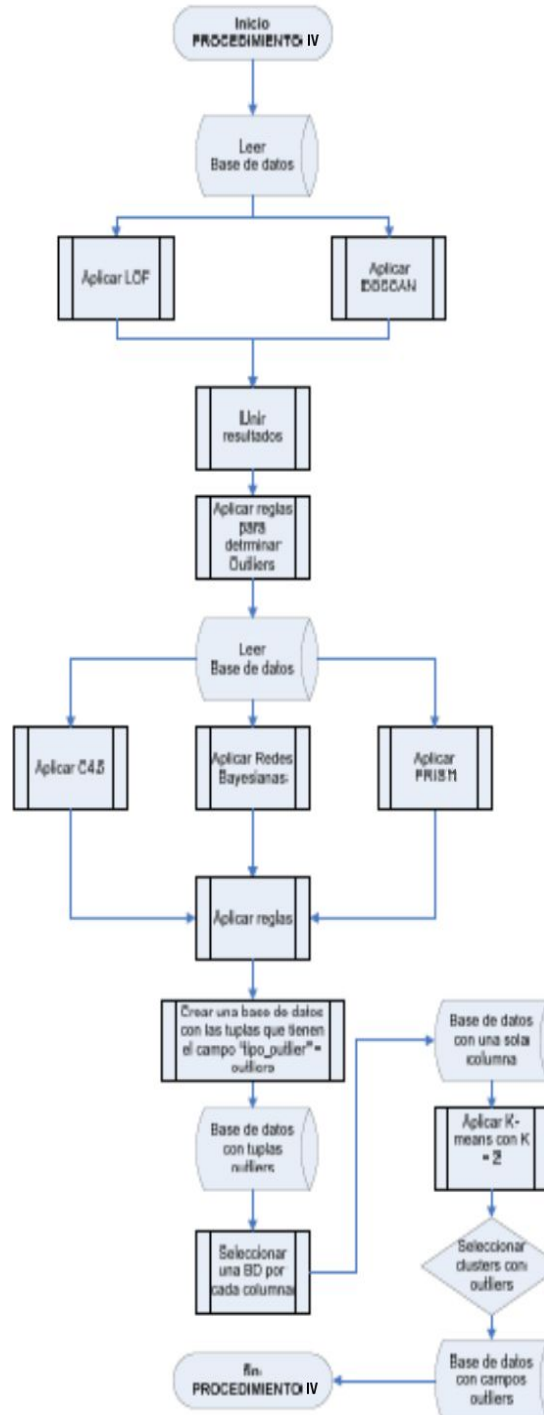 Inicio
PROCEDIMIENTO IV
Leer
Base de datos
Aplicar LOF
Aplicar
DBSCAN
Unir
resultados
Aplicar reglas
para
detrminar
Outliers
Leer
Base de datos
Aplicar C4.5
Aplicar Redes
Bayesianas
Aplicar
PRISM
Aplicar reglas
Crear una base de datos
con las tuplas que tienen
el campo "tipo_outlier" =
outliers
Base de datos
con tuplas
outliers
Seleccionar
una BD por
cada columna
Base de datos
con una sola
columna
Aplicar K-
means con K
= 2
Seleccionar
clusters con
outliers
Base de datos
con campos
outliers
fin
PROCEDIMIENTO IV